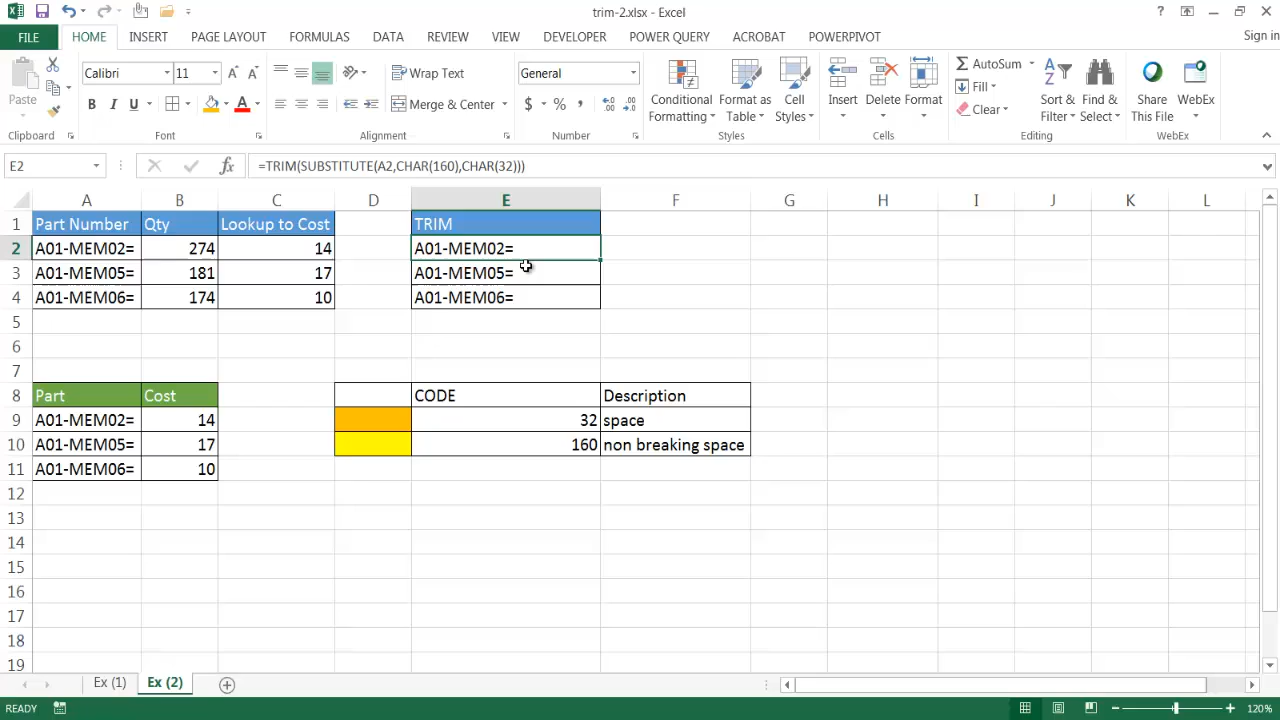 trim-2.xlsx - Excel
?
FILE HOME INSERT PAGE LAYOUT FORMULAS DATA REVIEW VIEW DEVELOPER POWER QUERY ACROBAT POWERPIVOT Sign in
Paste
Clipboard
Calibri 11
B I U A
Font
Wrap Text
Merge & Center
Alignment
General
$ % ,
Number
Conditional Formatting
Format as Table
Cell Styles
Styles
Insert Delete Format
Cells
AutoSum
Fill
Clear
Sort & Filter
Find & Select
Editing
Share This File
WebEx
WebEx
E2 fx =TRIM(SUBSTITUTE(A2,CHAR(160),CHAR(32)))
A B C D E F G H I J K L
1 Part Number Qty Lookup to Cost TRIM
2 A01-MEM02= 274 14 A01-MEM02=
3 A01-MEM05= 181 17 A01-MEM05=
4 A01-MEM06= 174 10 A01-MEM06=
5
6
7
8 Part Cost CODE Description
9 A01-MEM02= 14 32 space
10 A01-MEM05= 17 160 non breaking space
11 A01-MEM06= 10
12
13
14
15
16
17
18
19
Ex (1) Ex (2)
READY 120%